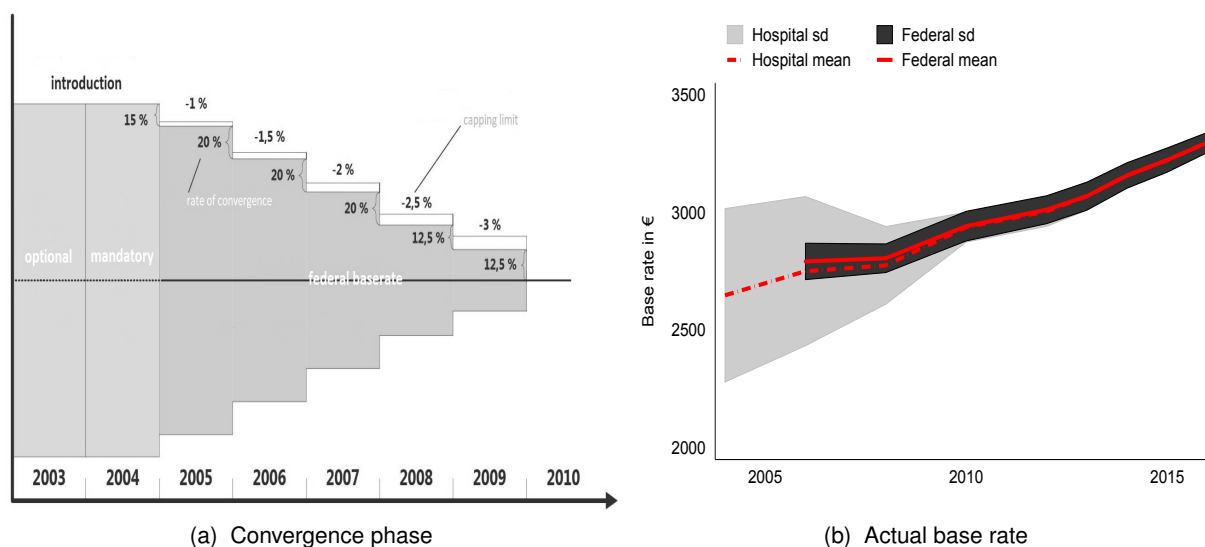 introduction
-1 %
15 %
20 %
-1,5 %
capping limit
20 %
-2 %
rate of convergence
20 %
-2,5 %
12,5 %
-3 %
12,5 %
optional
mandatory
federal baserate
2003 2004 2005 2006 2007 2008 2009 2010
(a) Convergence phase
Hospital sd Federal sd
Hospital mean Federal mean
Base rate in €
3500
3000
2500
2000
2005 2010 2015
(b) Actual base rate